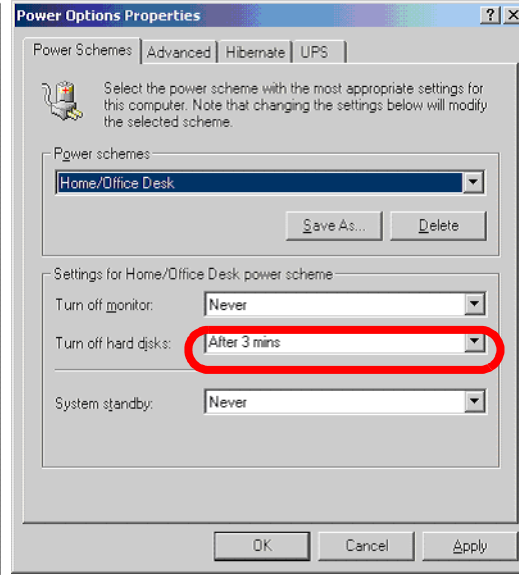 Power Options Properties
Power Schemes Advanced Hibernate UPS
Select the power scheme with the most appropriate settings for
this computer. Note that changing the settings below will modify
the selected scheme.
Power schemes
Home/Office Desk
Save As... Delete
Settings for Home/Office Desk power scheme
Turn off monitor: Never
Turn off hard disks: After 3 mins
System standby: Never
OK Cancel Apply